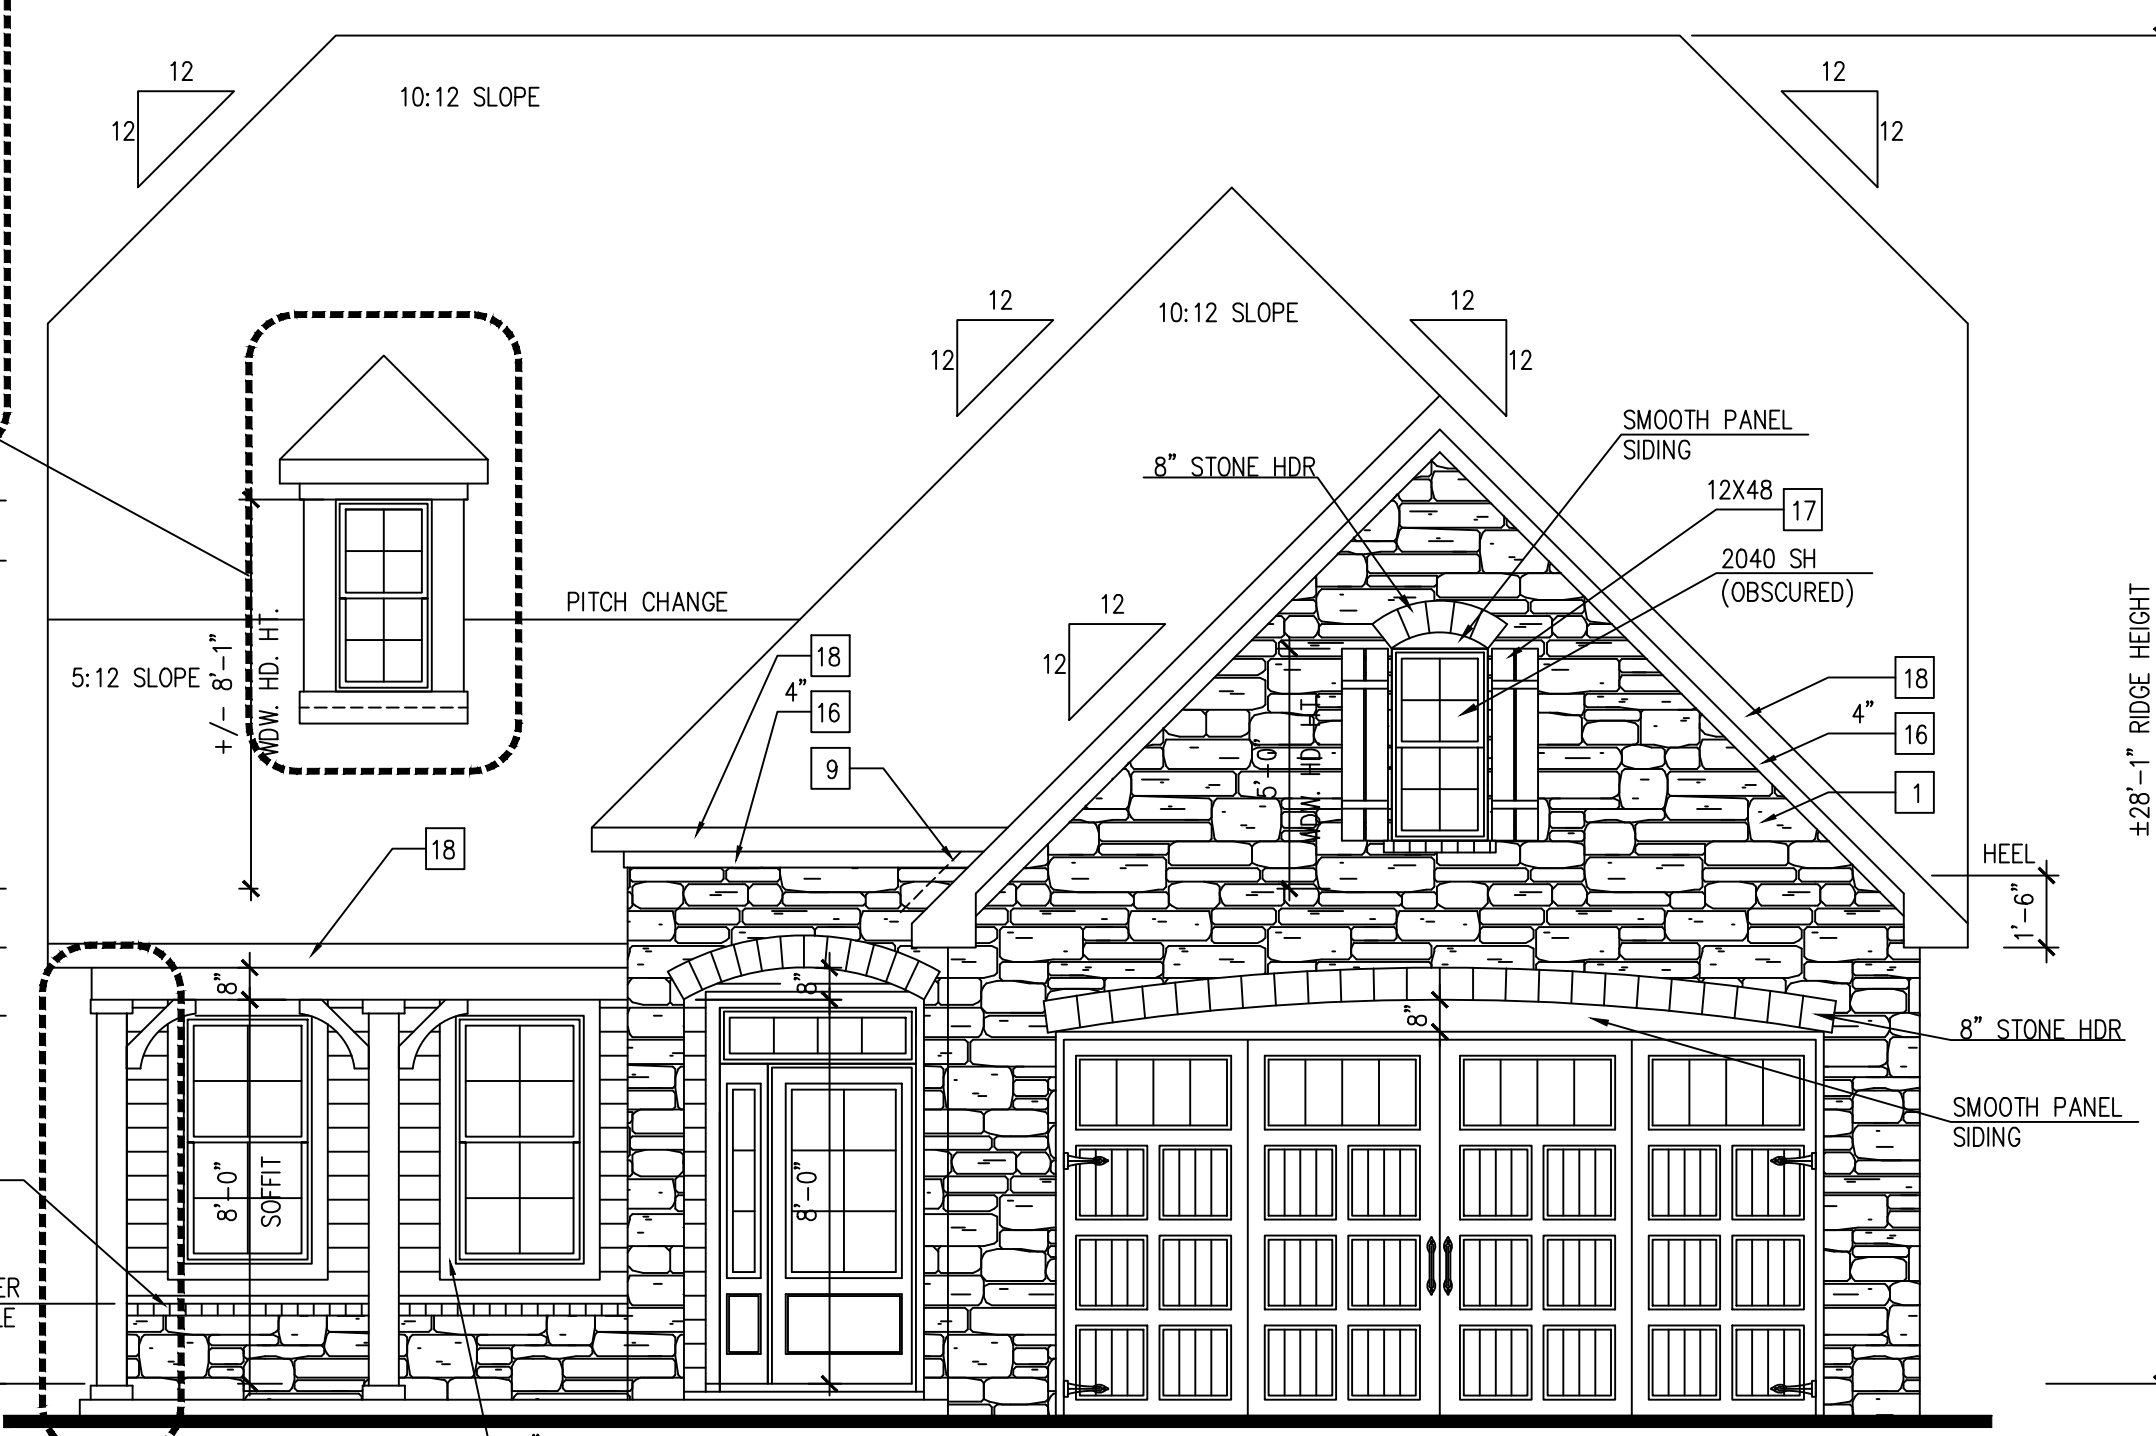 12
12
10:12 SLOPE
12
12
12
12
10:12 SLOPE
12
12
SMOOTH PANEL
SIDING
8" STONE HDR
12X48
17
2040 SH
(OBSCURED)
PITCH CHANGE
12
12
5:12 SLOPE
+/- 8'-1"
WDW. HD. HT.
18
4"
16
9
18
4"
16
1
±28'-1" RIDGE HEIGHT
5'-0"
WDW. HD. HT.
18
HEEL
1'-6"
8"
8"
8"
8" STONE HDR
SMOOTH PANEL
SIDING
8'-0"
SOFFIT
8'-0"
ER
LE